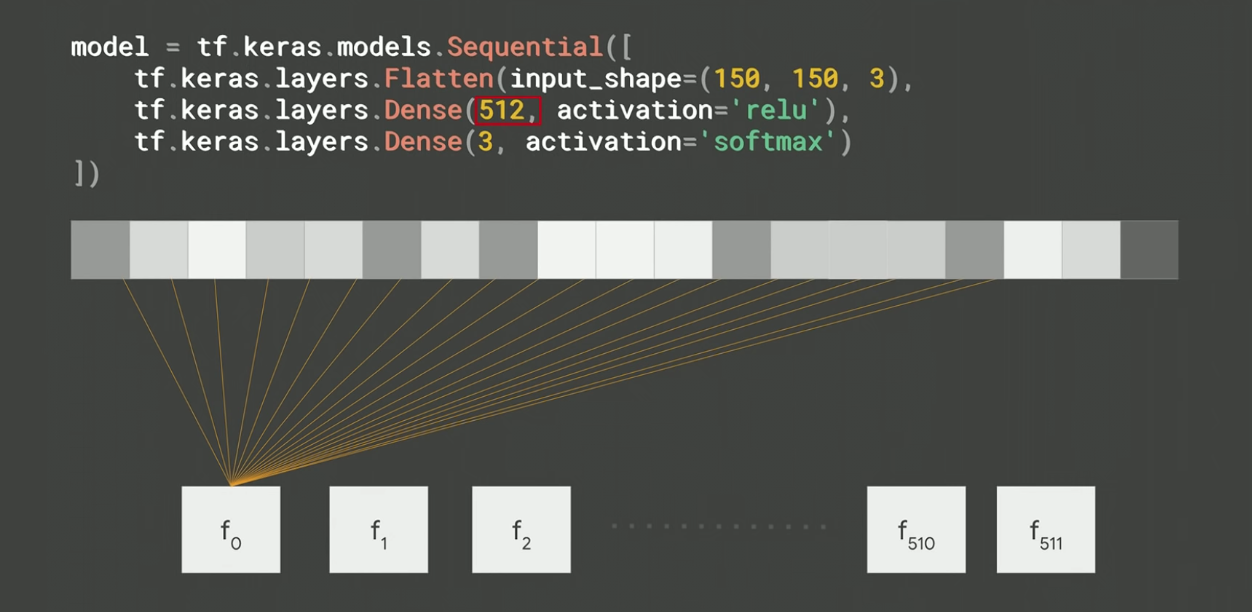 model = tf.keras.models.Sequential([
    tf.keras.layers.Flatten(input_shape=(150, 150, 3),
    tf.keras.layers.Dense(512, activation='relu'),
    tf.keras.layers.Dense(3, activation='softmax')
])
f0 f1 f2 f510 f511